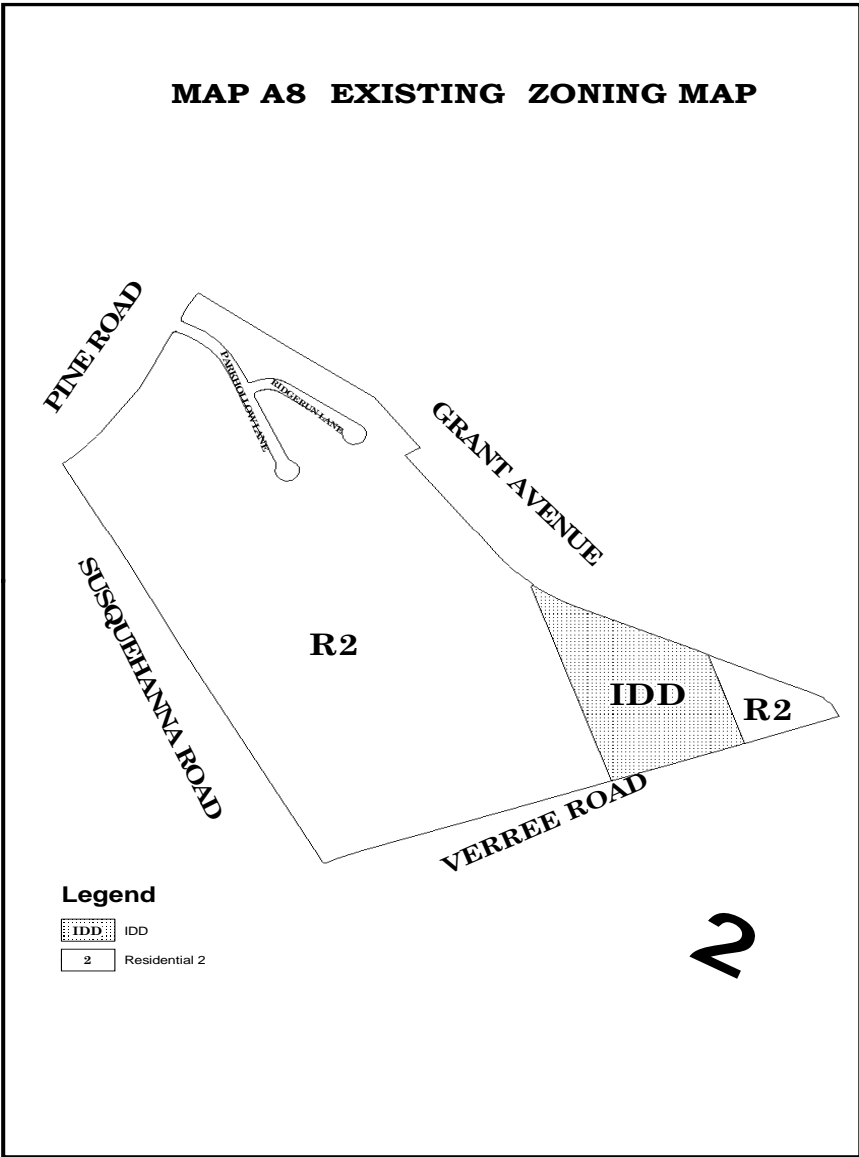 MAP A8 EXISTING ZONING MAP
PINE ROAD
PARKHOLLOW LANE
RIDGERUN LANE
GRANT AVENUE
SUSQUEHANNA ROAD
R2
IDD
R2
VERREE ROAD
Legend
IDD IDD
2 Residential 2
2